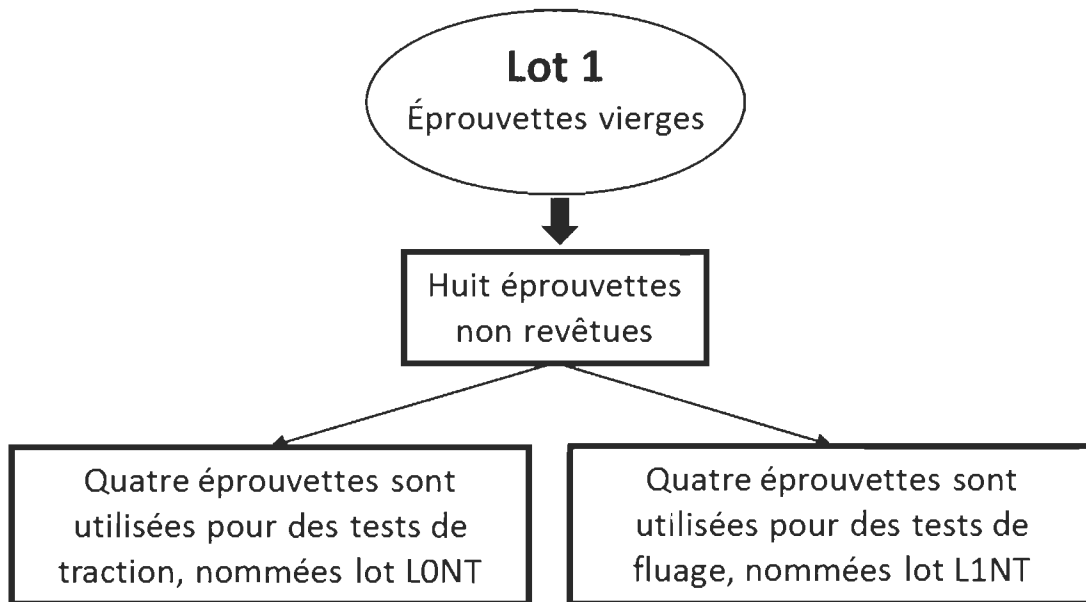 Lot 1
Éprouvettes vierges
Huit éprouvettes
non revêtues
Quatre éprouvettes sont
utilisées pour des tests de
traction, nommées lot L0NT
Quatre éprouvettes sont
utilisées pour des tests de
fluage, nommées lot L1NT